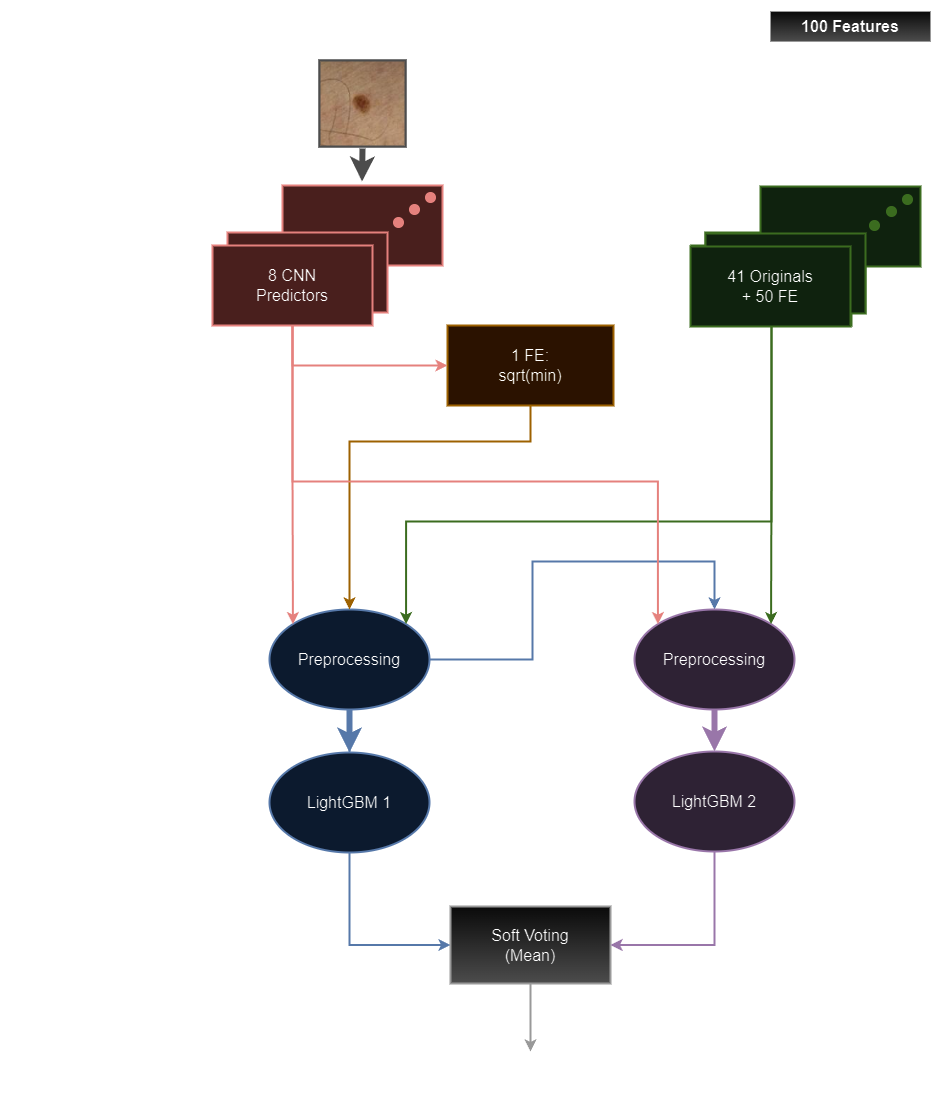 100 Features
8 CNN
Predictors
41 Originals
+ 50 FE
1 FE:
sqrt(min)
Preprocessing
Preprocessing
LightGBM 1
LightGBM 2
Soft Voting
(Mean)